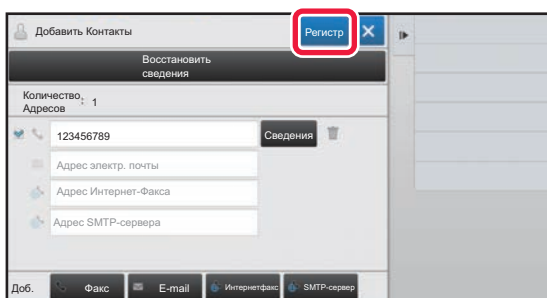 Добавить Контакты
Регистр
Восстановить
сведения
Количество
Адресов : 1
123456789
Сведения
Адрес электр. почты
Адрес Интернет-Факса
Адрес SMTP-сервера
Доб.
Факс
E-mail
Интернетфакс
SMTP-сервер